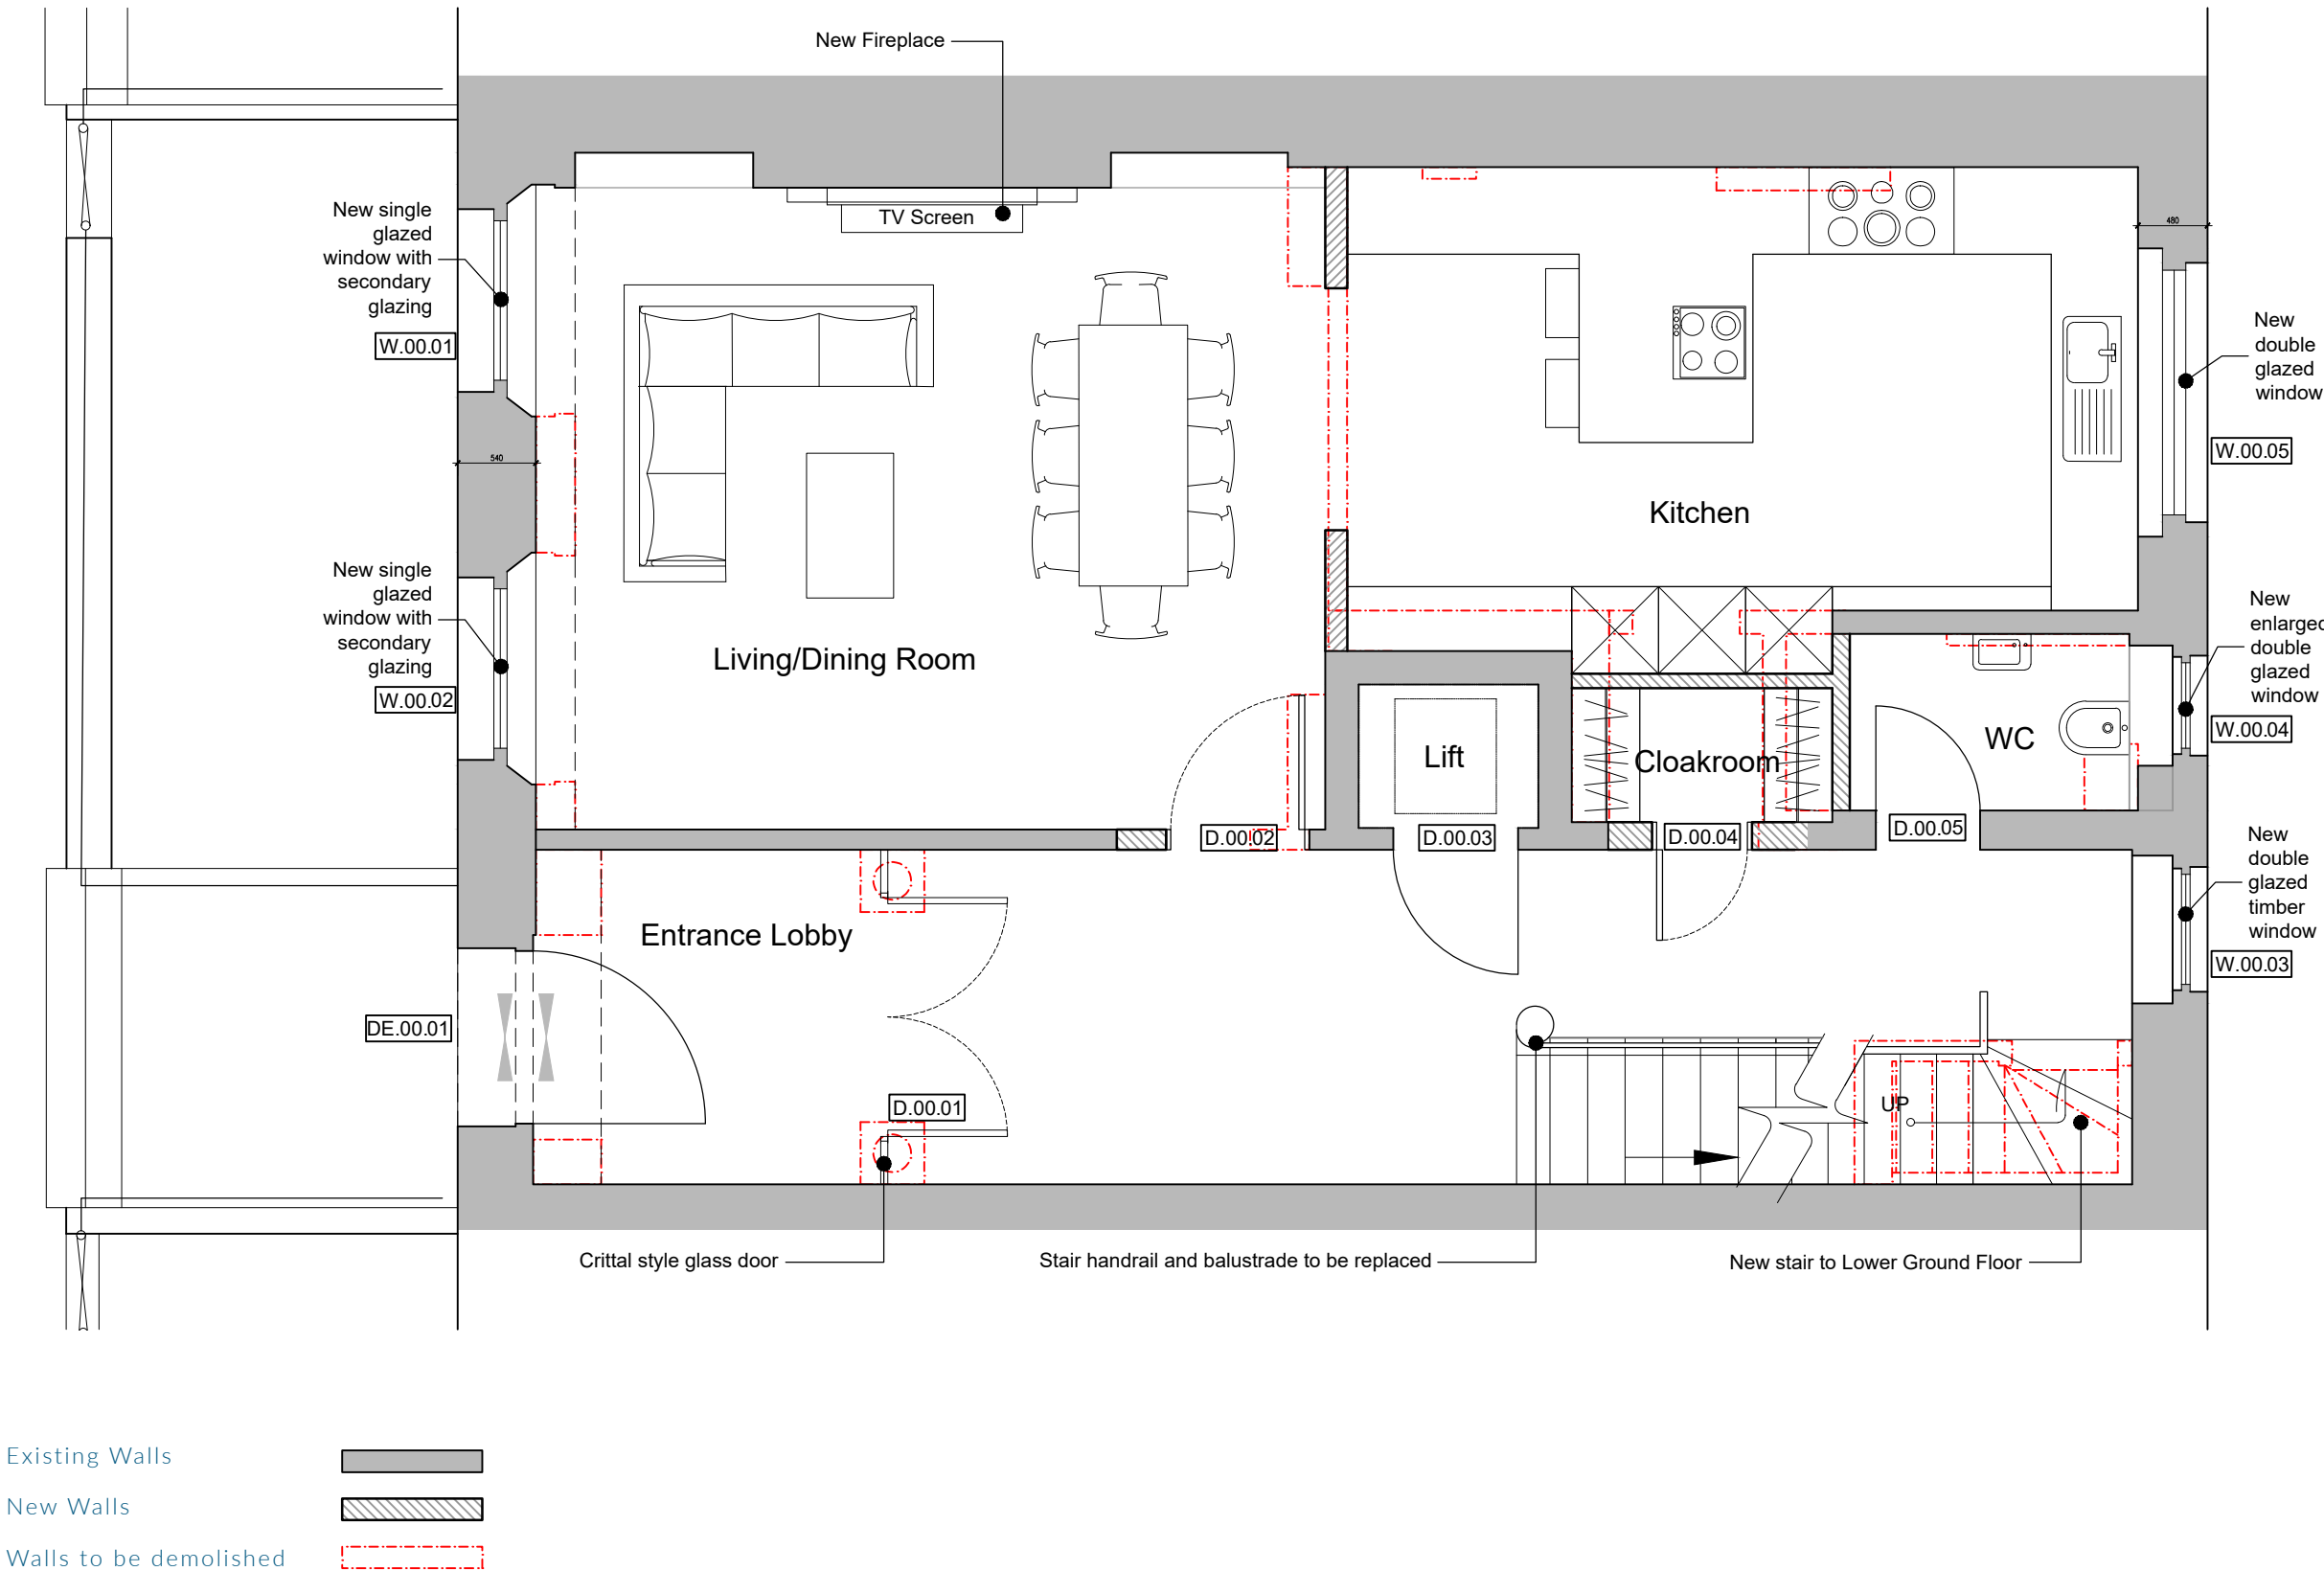 New Fireplace
TV Screen
New single
glazed
window with
secondary
glazing
W.00.01
480
New
double
glazed
window
W.00.05
540
Kitchen
New single
glazed
window with
secondary
glazing
W.00.02
Living/Dining Room
New
enlarged
double
glazed
window
W.00.04
Lift
Cloakroom
WC
D.00.02
D.00.03
D.00.04
D.00.05
New
double
glazed
timber
window
W.00.03
Entrance Lobby
DE.00.01
D.00.01
UP
Crittal style glass door
Stair handrail and balustrade to be replaced
New stair to Lower Ground Floor
Existing Walls
New Walls
Walls to be demolished